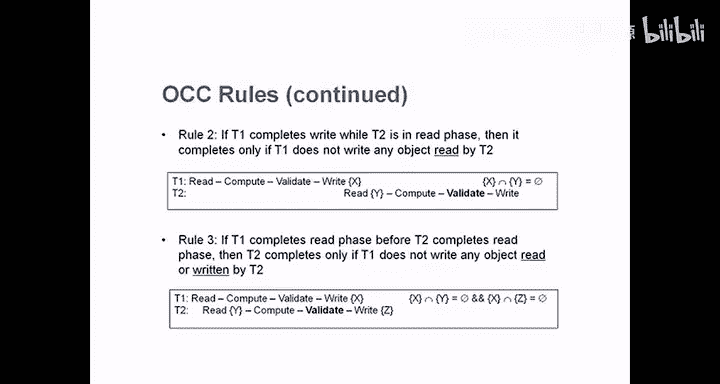 bilibili
OCC Rules (continued)
• Rule 2: If T1 completes write while T2 is in read phase, then it
completes only if T1 does not write any object read by T2
T1: Read – Compute – Validate – Write {X} {X} ∩ {Y} = ∅
T2: Read {Y} – Compute – Validate – Write
• Rule 3: If T1 completes read phase before T2 completes read
phase, then T2 completes only if T1 does not write any object read
or written by T2
T1: Read – Compute – Validate – Write {X} {X} ∩ {Y} = ∅ && {X} ∩ {Z} = ∅
T2: Read {Y} – Compute – Validate – Write {Z}